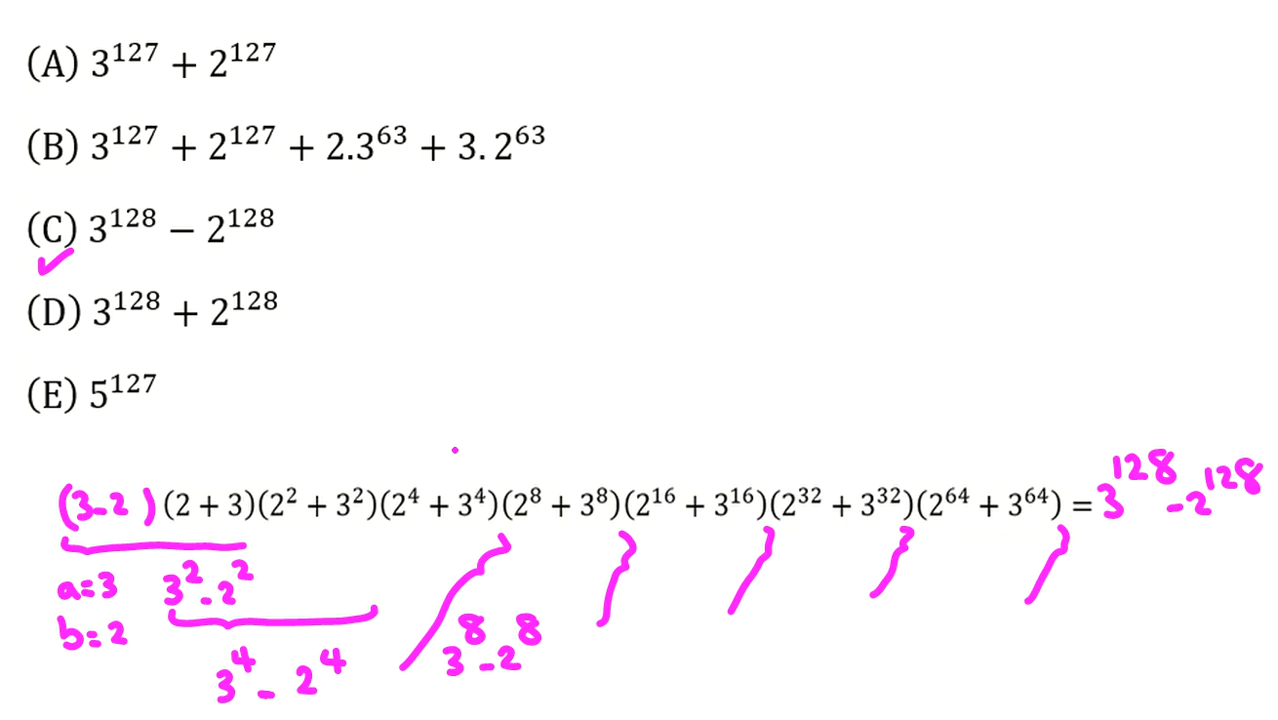 (A) 3^127 + 2^127
(B) 3^127 + 2^127 + 2.3^63 + 3. 2^63
(C) 3^128 − 2^128
(D) 3^128 + 2^128
(E) 5^127
(3-2) (2 + 3)(2^2 + 3^2)(2^4 + 3^4)(2^8 + 3^8)(2^16 + 3^16)(2^32 + 3^32)(2^64 + 3^64) = 3^128 - 2^128
a=3 3^2 - 2^2
b=2
3^4 - 2^4 3^8 - 2^8